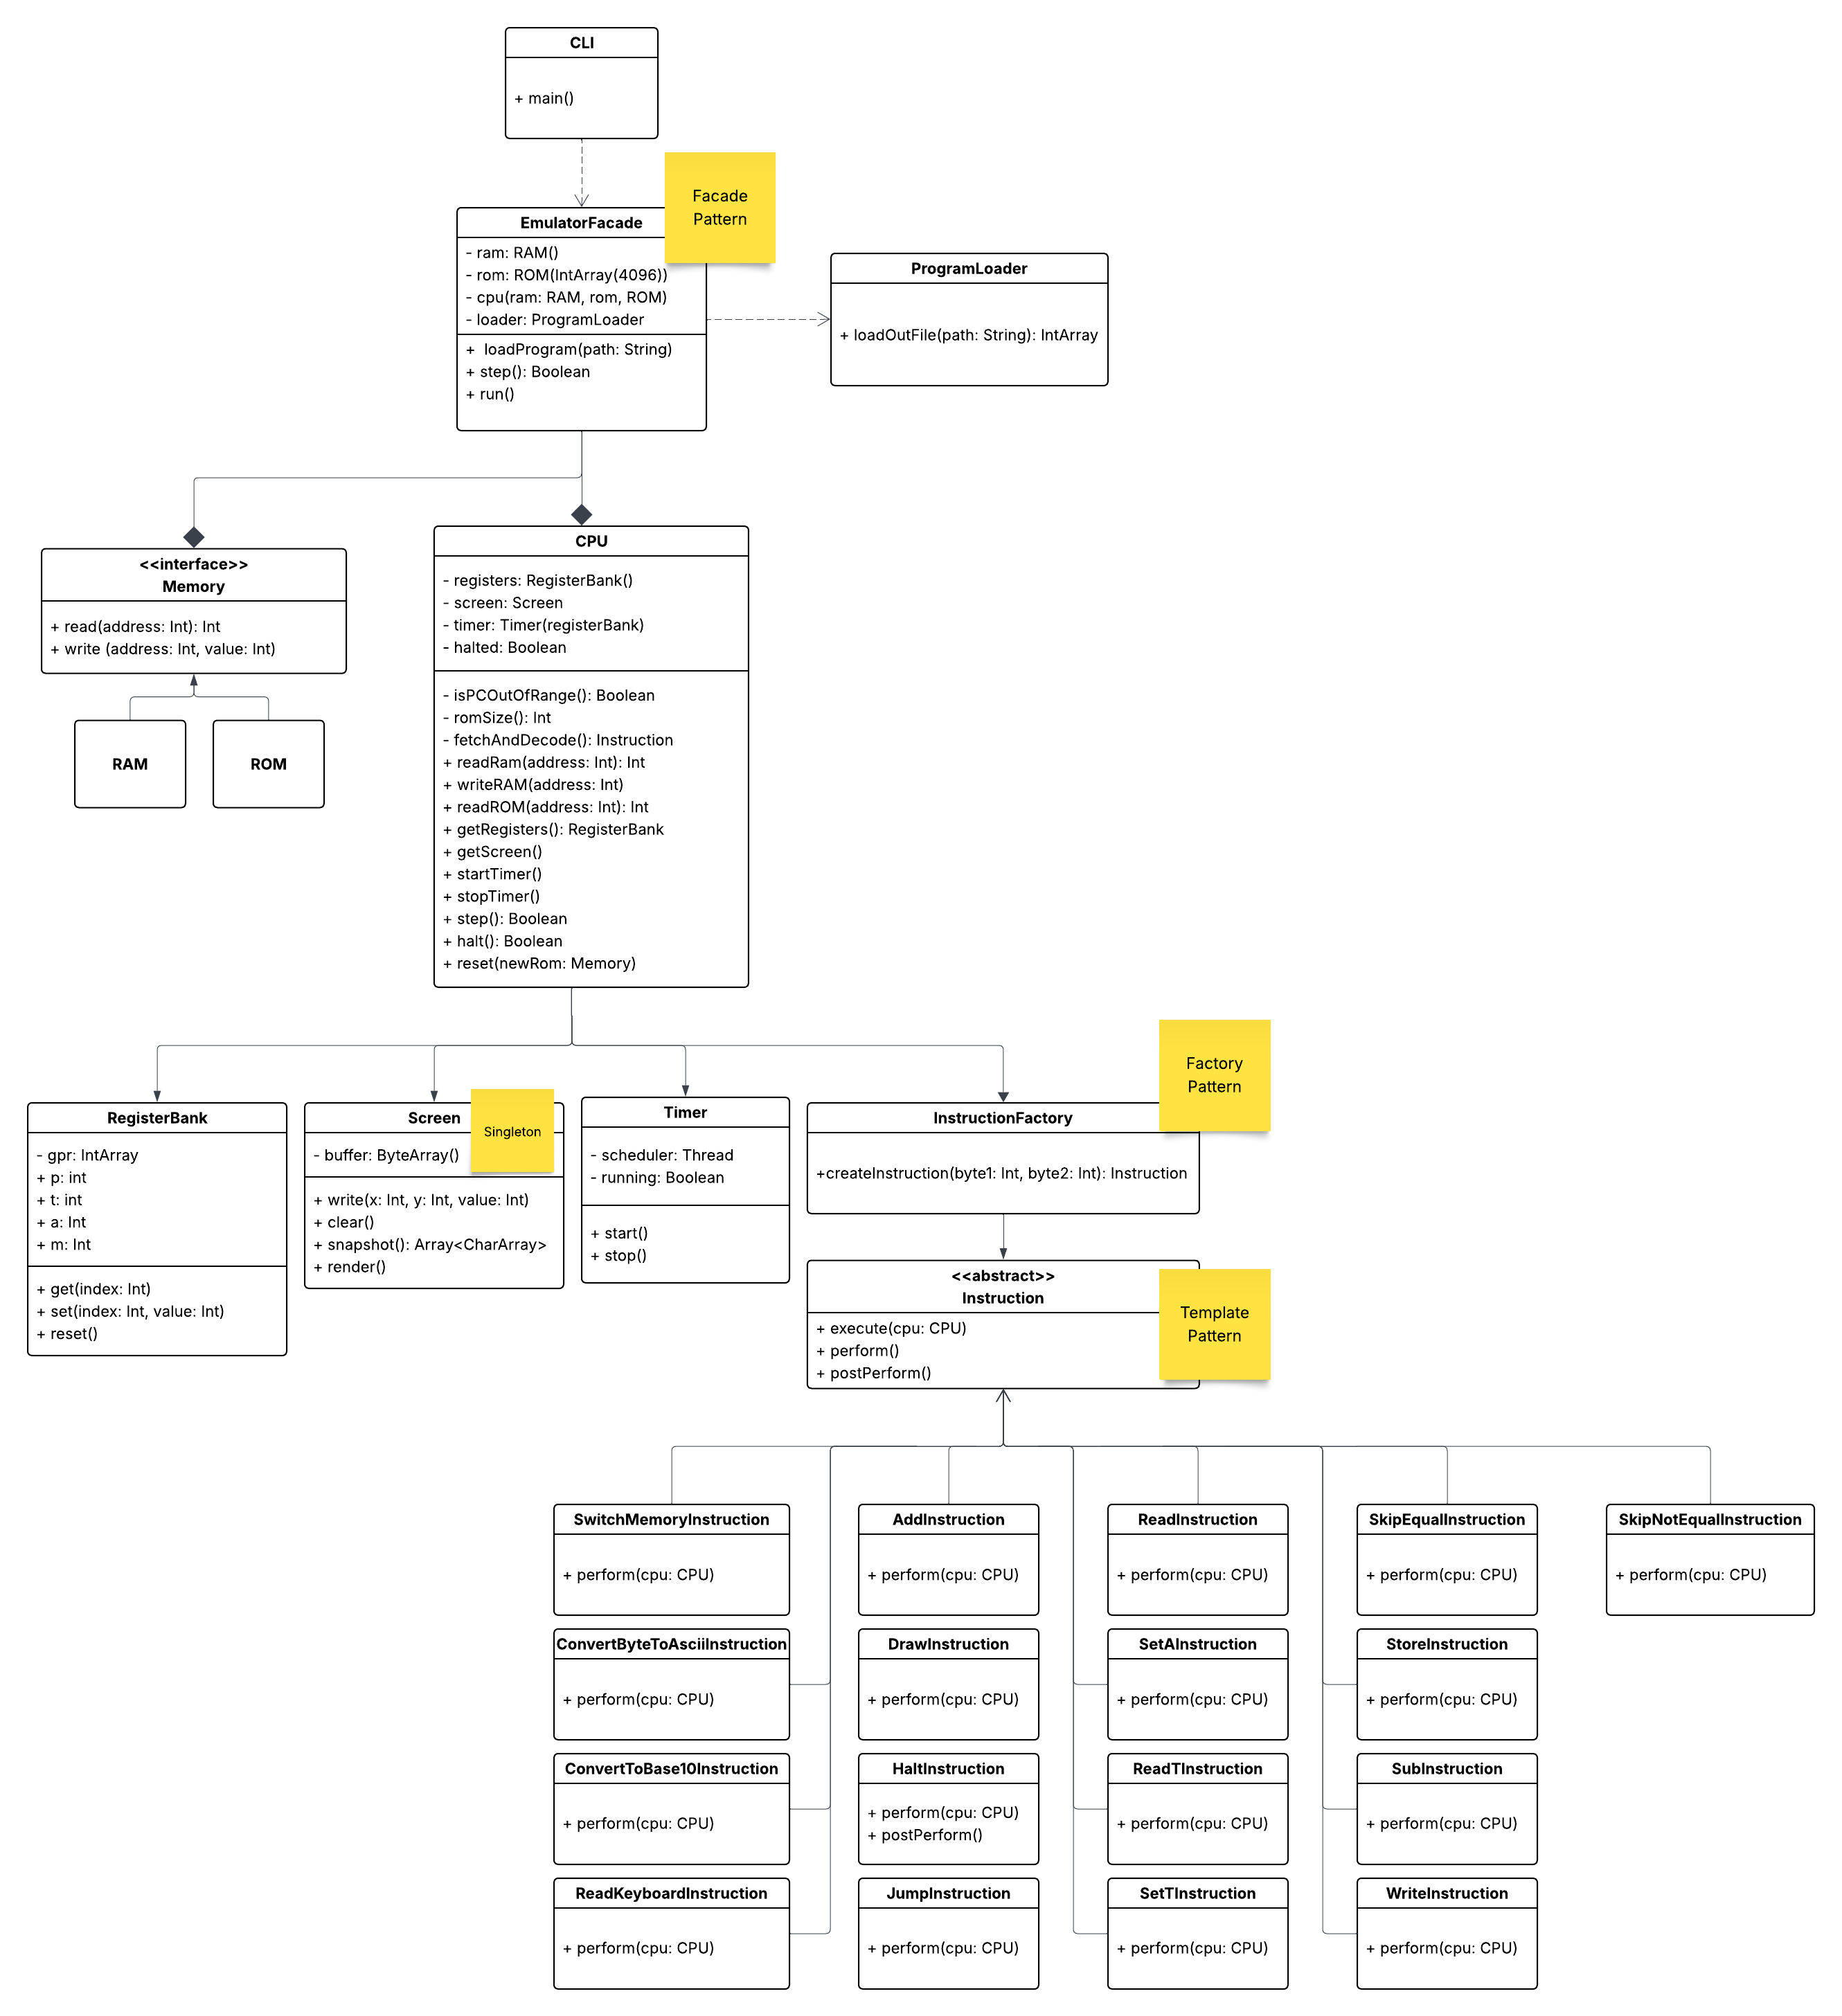 CLI
+ main()
Facade
Pattern
EmulatorFacade
- ram: RAM()
- rom: ROM(IntArray(4096))
- cpu(ram: RAM, rom, ROM)
- loader: ProgramLoader
+  loadProgram(path: String)
+ step(): Boolean
+ run()
ProgramLoader
+ loadOutFile(path: String): IntArray
<<interface>>
Memory
+ read(address: Int): Int
+ write (address: Int, value: Int)
RAM
ROM
CPU
- registers: RegisterBank()
- screen: Screen
- timer: Timer(registerBank)
- halted: Boolean
- isPCOutOfRange(): Boolean
- romSize(): Int
- fetchAndDecode(): Instruction
+ readRam(address: Int): Int
+ writeRAM(address: Int)
+ readROM(address: Int): Int
+ getRegisters(): RegisterBank
+ getScreen()
+ startTimer()
+ stopTimer()
+ step(): Boolean
+ halt(): Boolean
+ reset(newRom: Memory)
RegisterBank
- gpr: IntArray
+ p: int
+ t: int
+ a: Int
+ m: Int
+ get(index: Int)
+ set(index: Int, value: Int)
+ reset()
Screen
Singleton
- buffer: ByteArray()
+ write(x: Int, y: Int, value: Int)
+ clear()
+ snapshot(): Array<CharArray>
+ render()
Timer
- scheduler: Thread
- running: Boolean
+ start()
+ stop()
Factory
Pattern
InstructionFactory
+createInstruction(byte1: Int, byte2: Int): Instruction
<<abstract>>
Instruction
+ execute(cpu: CPU)
+ perform()
+ postPerform()
Template
Pattern
SwitchMemoryInstruction
+ perform(cpu: CPU)
AddInstruction
+ perform(cpu: CPU)
ReadInstruction
+ perform(cpu: CPU)
SkipEqualInstruction
+ perform(cpu: CPU)
SkipNotEqualInstruction
+ perform(cpu: CPU)
ConvertByteToAsciiInstruction
+ perform(cpu: CPU)
DrawInstruction
+ perform(cpu: CPU)
SetAInstruction
+ perform(cpu: CPU)
StoreInstruction
+ perform(cpu: CPU)
ConvertToBase10Instruction
+ perform(cpu: CPU)
HaltInstruction
+ perform(cpu: CPU)
+ postPerform()
ReadTInstruction
+ perform(cpu: CPU)
SubInstruction
+ perform(cpu: CPU)
ReadKeyboardInstruction
+ perform(cpu: CPU)
JumpInstruction
+ perform(cpu: CPU)
SetTInstruction
+ perform(cpu: CPU)
WriteInstruction
+ perform(cpu: CPU)